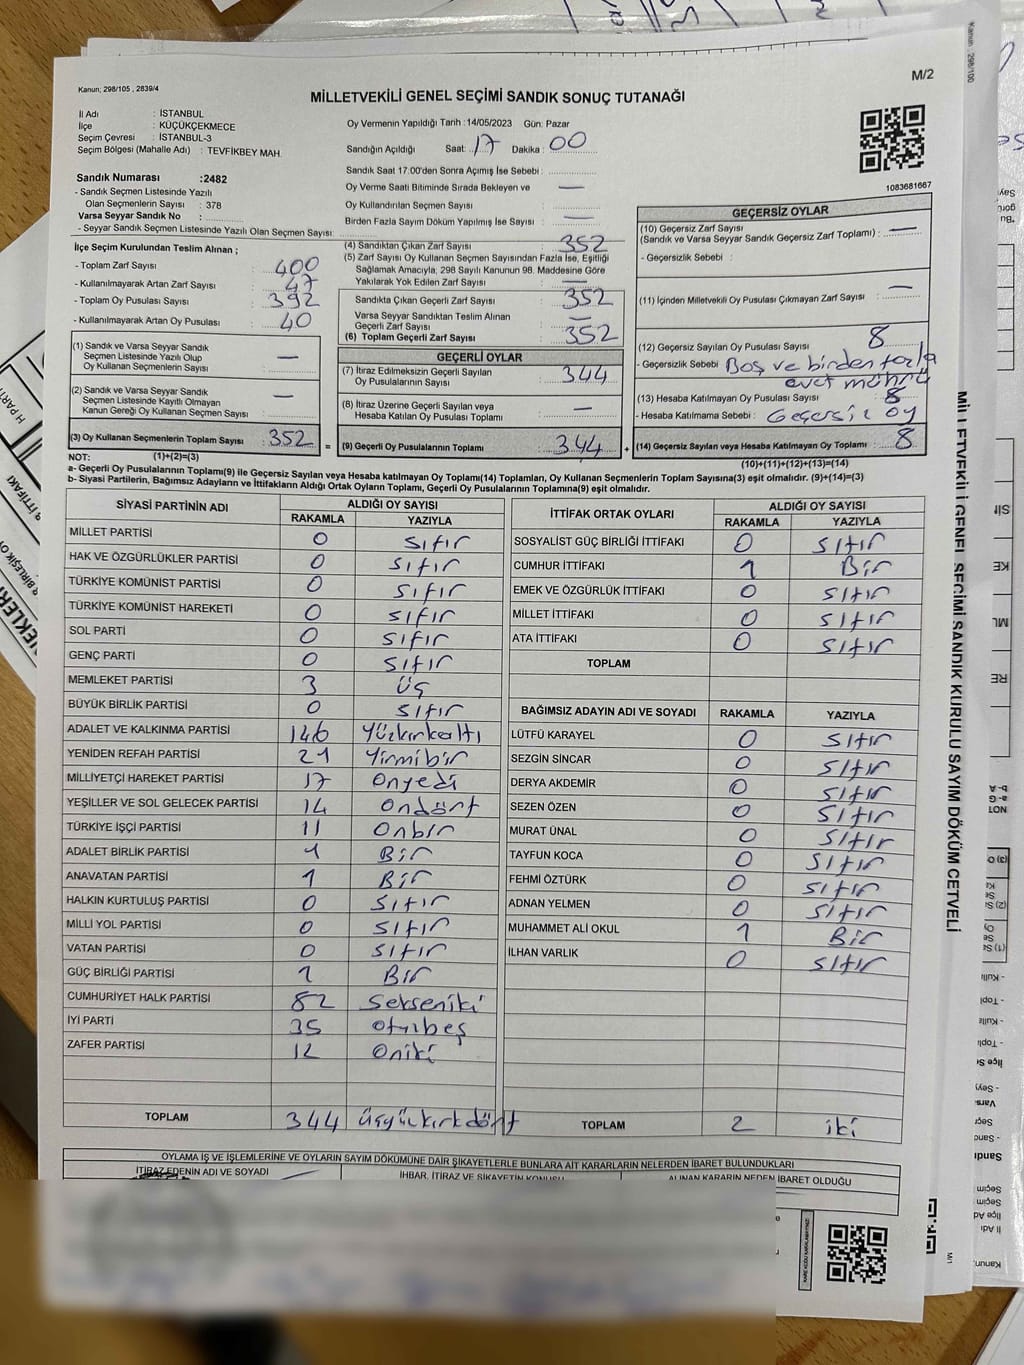 Kanun; 298/105 , 2839/4
M/2
MİLLETVEKİLİ GENEL SEÇİMİ SANDIK SONUÇ TUTANAĞI
İl Adı : İSTANBUL
İlçe : KÜÇÜKÇEKMECE
Seçim Çevresi : İSTANBUL-3
Seçim Bölgesi (Mahalle Adı) : TEVFİKBEY MAH.
Sandık Numarası :2482
- Sandık Seçmen Listesinde Yazılı
Olan Seçmenlerin Sayısı : 378
Varsa Seyyar Sandık No :
- Seyyar Sandık Seçmen Listesinde Yazılı Olan Seçmen Sayısı:
Oy Vermenin Yapıldığı Tarih :14/05/2023 Gün: Pazar
Sandığın Açıldığı Saat: 17 Dakika : 00
Sandık Saat 17.00'den Sonra Açımış İse Sebebi :
Oy Verme Saati Bitiminde Sırada Bekleyen ve —
Oy Kullandırılan Seçmen Sayısı :
Birden Fazla Sayım Döküm Yapılmış İse Sayısı : —
1083681667
İlçe Seçim Kurulundan Teslim Alınan ;
- Toplam Zarf Sayısı : 400
- Kullanılmayarak Artan Zarf Sayısı : 47
- Toplam Oy Pusulası Sayısı : 392
- Kullanılmayarak Artan Oy Pusulası : 40
(4) Sandıktan Çıkan Zarf Sayısı : 352
(5) Zarf Sayısı Oy Kullanan Seçmen Sayısından Fazla İse, Eşitliği
Sağlamak Amacıyla; 298 Sayılı Kanunun 98. Maddesine Göre
Yakılarak Yok Edilen Zarf Sayısı : —
Sandıkta Çıkan Geçerli Zarf Sayısı : 352
Varsa Seyyar Sandıktan Teslim Alınan
Geçerli Zarf Sayısı : —
(6) Toplam Geçerli Zarf Sayısı : 352
GEÇERSİZ OYLAR
(10) Geçersiz Zarf Sayısı
(Sandık ve Varsa Seyyar Sandık Geçersiz Zarf Toplamı) : —
- Geçersizlik Sebebi :
(11) İçinden Milletvekili Oy Pusulası Çıkmayan Zarf Sayısı : —
(12) Geçersiz Sayılan Oy Pusulası Sayısı : 8
- Geçersizlik Sebebi : Boş ve birden fazla
evet mührü
(13) Hesaba Katılmayan Oy Pusulası Sayısı : 8
- Hesaba Katılmama Sebebi : Geçersiz oy
(14) Geçersiz Sayılan veya Hesaba Katılmayan Oy Toplamı : 8
(10)+(11)+(12)+(13)=(14)
(1) Sandık ve Varsa Seyyar Sandık
Seçmen Listesinde Yazılı Olup
Oy Kullanan Seçmenlerin Sayısı : —
(2) Sandık ve Varsa Seyyar Sandık
Seçmen Listesinde Kayıtlı Olmayan
Kanun Gereği Oy Kullanan Seçmen Sayısı : —
(3) Oy Kullanan Seçmenlerin Toplam Sayısı : 352 =
GEÇERLİ OYLAR
(7) İtiraz Edilmeksizin Geçerli Sayılan
Oy Pusulalarının Sayısı : 344
(8) İtiraz Üzerine Geçerli Sayılan veya
Hesaba Katılan Oy Pusulası Toplamı : —
(9) Geçerli Oy Pusulalarının Toplamı : 344 +
NOT: (1)+(2)=(3)
a- Geçerli Oy Pusulalarının Toplamı(9) ile Geçersiz Sayılan veya Hesaba katılmayan Oy Toplamı(14) Toplamları, Oy Kullanan Seçmenlerin Toplam Sayısına(3) eşit olmalıdır. (9)+(14)=(3)
b- Siyasi Partilerin, Bağımsız Adayların ve İttifakların Aldığı Ortak Oyların Toplamı, Geçerli Oy Pusulalarının Toplamına(9) eşit olmalıdır.
SİYASİ PARTİNİN ADI ALDIĞI OY SAYISI
RAKAMLA YAZIYLA
MİLLET PARTİSİ 0 sıfır
HAK VE ÖZGÜRLÜKLER PARTİSİ 0 sıfır
TÜRKİYE KOMÜNİST PARTİSİ 0 sıfır
TÜRKİYE KOMÜNİST HAREKETİ 0 sıfır
SOL PARTİ 0 sıfır
GENÇ PARTİ 0 sıfır
MEMLEKET PARTİSİ 3 üç
BÜYÜK BİRLİK PARTİSİ 0 sıfır
ADALET VE KALKINMA PARTİSİ 146 Yüzkırkaltı
YENİDEN REFAH PARTİSİ 21 Yirmibir
MİLLİYETÇİ HAREKET PARTİSİ 17 Onyedi
YEŞİLLER VE SOL GELECEK PARTİSİ 14 Ondört
TÜRKİYE İŞÇİ PARTİSİ 11 Onbir
ADALET BİRLİK PARTİSİ 1 Bir
ANAVATAN PARTİSİ 1 Bir
HALKIN KURTULUŞ PARTİSİ 0 sıfır
MİLLİ YOL PARTİSİ 0 sıfır
VATAN PARTİSİ 0 sıfır
GÜÇ BİRLİĞİ PARTİSİ 1 Bir
CUMHURİYET HALK PARTİSİ 82 Sekseniki
İYİ PARTİ 35 Otuzbeş
ZAFER PARTİSİ 12 Oniki
TOPLAM 344 üçyüzkırkdört
İTTİFAK ORTAK OYLARI ALDIĞI OY SAYISI
RAKAMLA YAZIYLA
SOSYALİST GÜÇ BİRLİĞİ İTTİFAKI 0 sıfır
CUMHUR İTTİFAKI 1 Bir
EMEK VE ÖZGÜRLÜK İTTİFAKI 0 sıfır
MİLLET İTTİFAKI 0 sıfır
ATA İTTİFAKI 0 sıfır
TOPLAM
BAĞIMSIZ ADAYIN ADI VE SOYADI RAKAMLA YAZIYLA
LÜTFÜ KARAYEL 0 sıfır
SEZGİN SİNCAR 0 sıfır
DERYA AKDEMİR 0 sıfır
SEZEN ÖZEN 0 sıfır
MURAT ÜNAL 0 sıfır
TAYFUN KOCA 0 sıfır
FEHMİ ÖZTÜRK 0 sıfır
ADNAN YELMEN 0 sıfır
MUHAMMET ALİ OKUL 1 Bir
İLHAN VARLIK 0 sıfır
TOPLAM 2 iki
OYLAMA İŞ VE İŞLEMLERİNE VE OYLARIN SAYIM DÖKÜMÜNE DAİR ŞİKAYETLERLE BUNLARA AİT KARARLARIN NELERDEN İBARET BULUNDUKLARI
İTİRAZ EDENİN ADI VE SOYADI İHBAR, İTİRAZ VE ŞİKAYETİN KONUSU ALINAN KARARIN NEDEN İBARET OLDUĞU
Kanun : 298/100
MİLLETVEKİLİ GENEL SEÇİMİ SANDIK KURULU SAYIM DÖKÜM CETVELİ
M/1